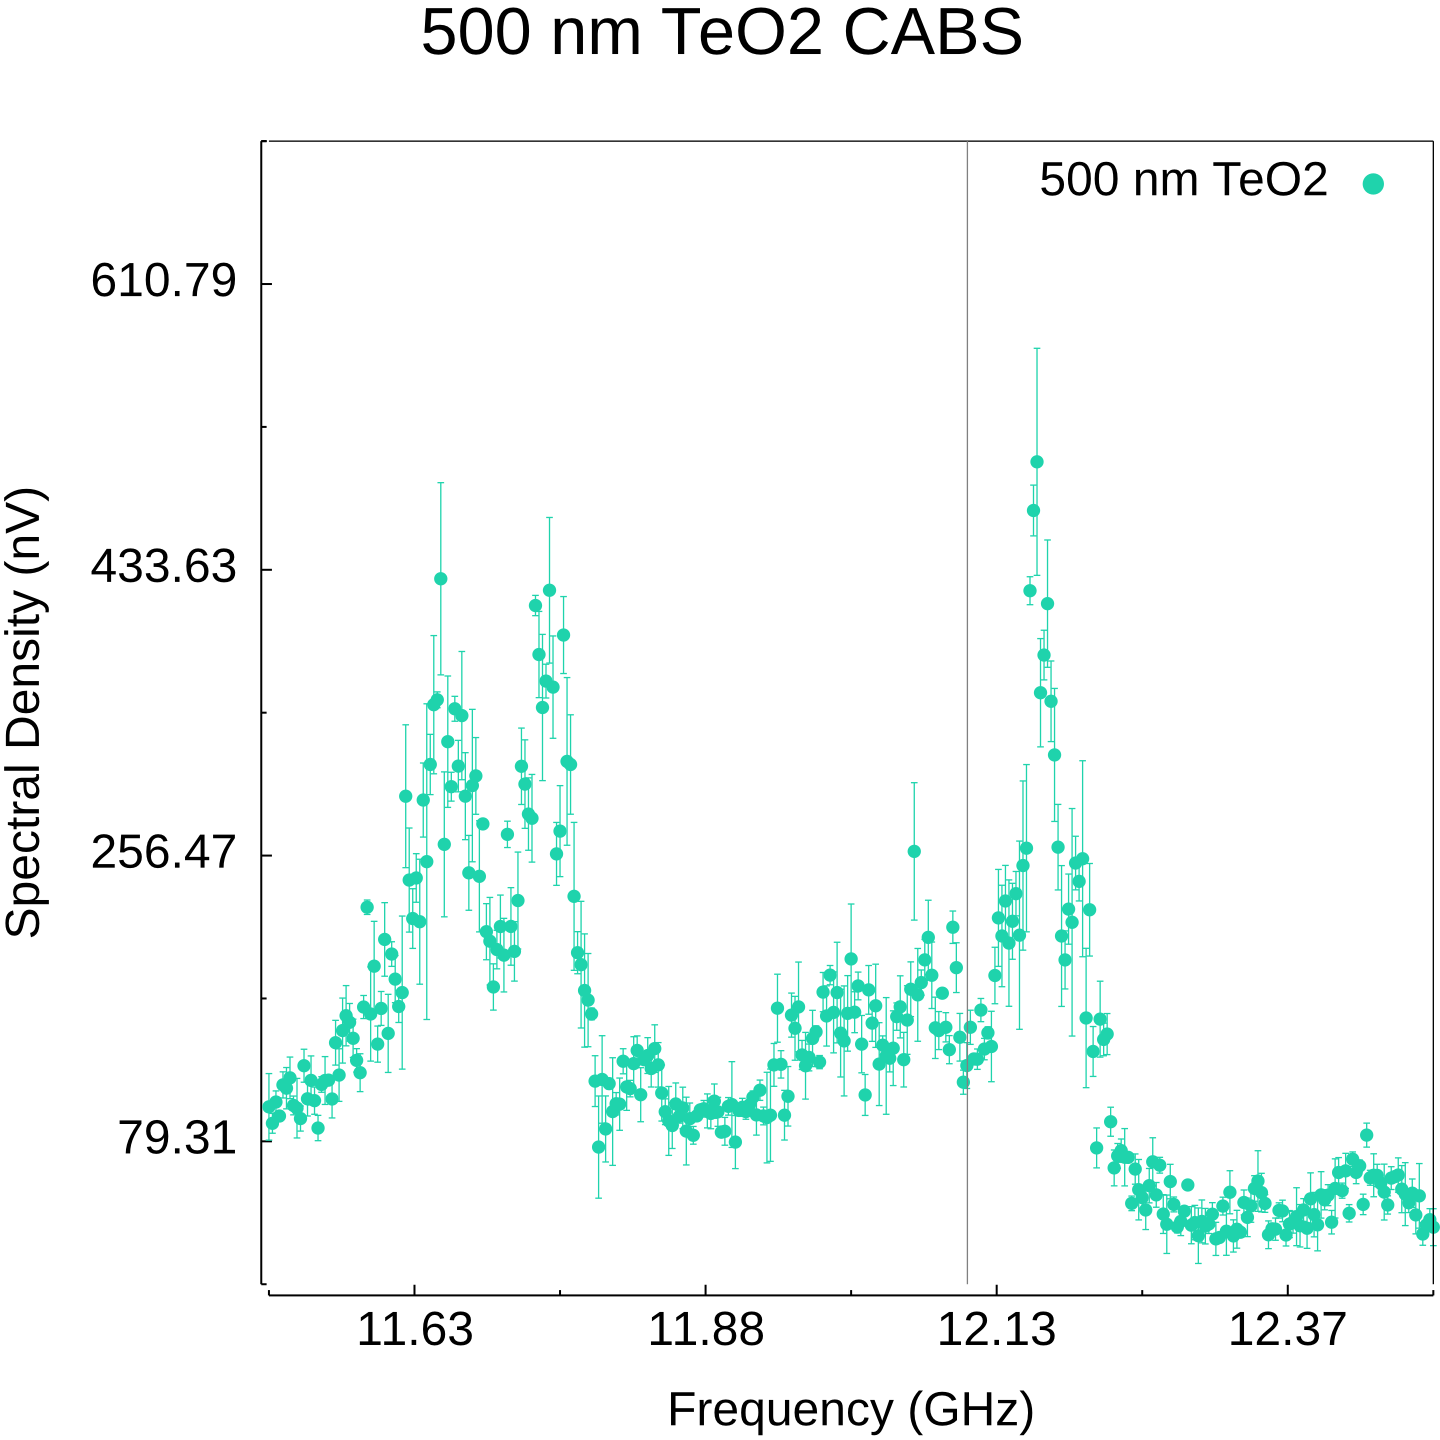 500 nm TeO2 CABS
500 nm TeO2
610.79
433.63
256.47
79.31
Spectral Density (nV)
11.63
11.88
12.13
12.37
Frequency (GHz)